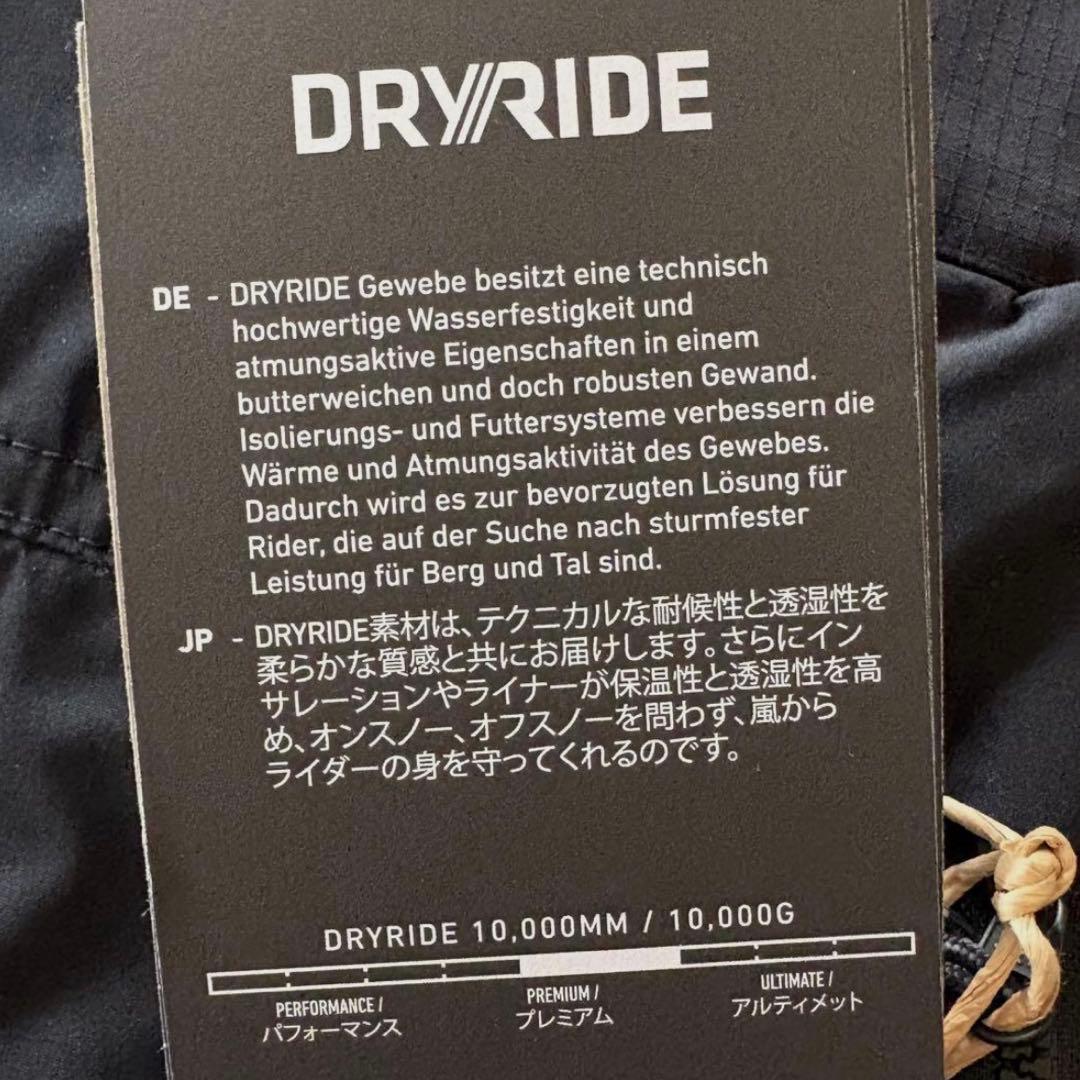 DRYRIDE
DE - DRYRIDE Gewebe besitzt eine technisch
hochwertige Wasserfestigkeit und
atmungsaktive Eigenschaften in einem
butterweichen und doch robusten Gewand.
Isolierungs- und Futtersysteme verbessern die
Wärme und Atmungsaktivität des Gewebes.
Dadurch wird es zur bevorzugten Lösung für
Rider, die auf der Suche nach sturmfester
Leistung für Berg und Tal sind.
JP - DRYRIDE素材は、テクニカルな耐候性と透湿性を
柔らかな質感と共にお届けします。さらにイン
サレーションやライナーが保温性と透湿性を高
め、オンスノー、オフスノーを問わず、嵐から
ライダーの身を守ってくれるのです。
DRYRIDE 10,000MM / 10,000G
PERFORMANCE / PREMIUM / ULTIMATE /
パフォーマンス プレミアム アルティメット